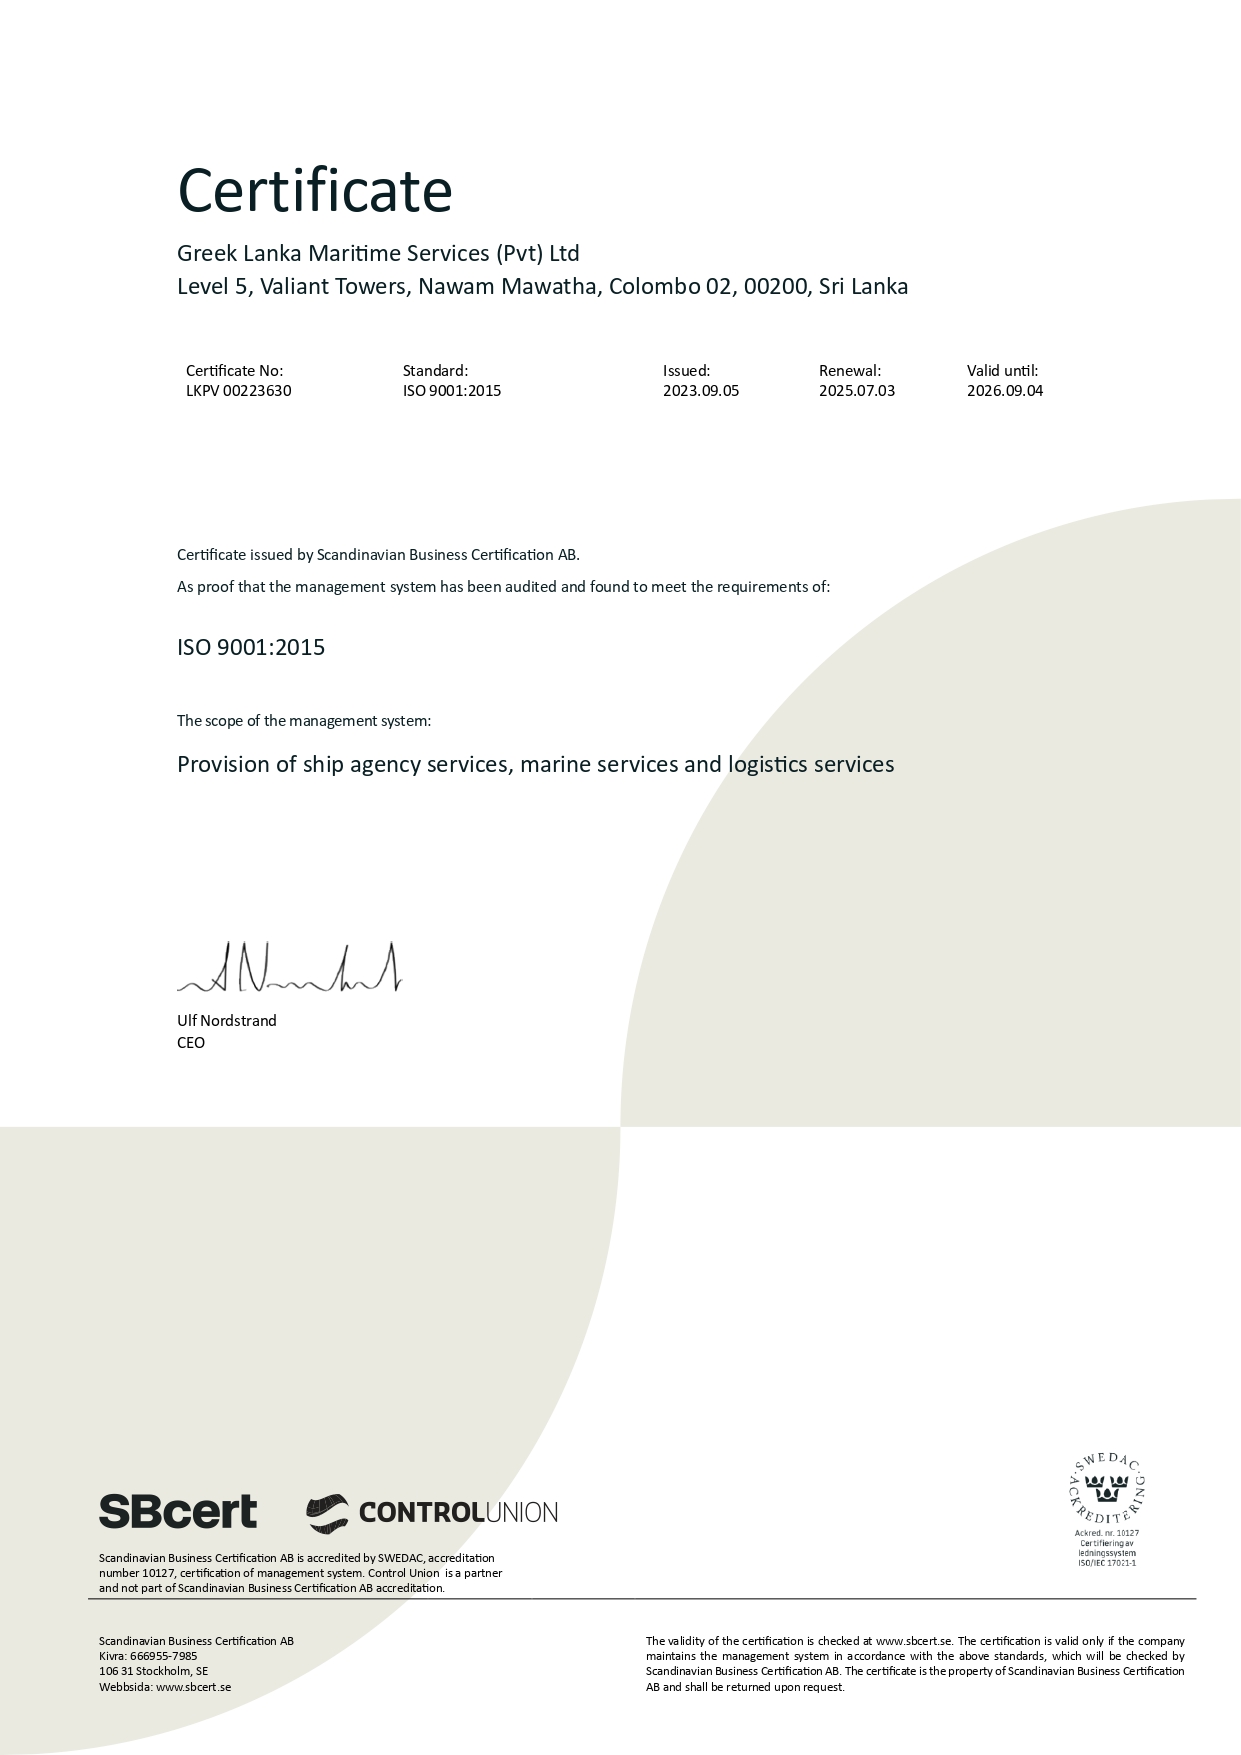 Certificate
Greek Lanka Maritime Services (Pvt) Ltd
Level 5, Valiant Towers, Nawam Mawatha, Colombo 02, 00200, Sri Lanka
Certificate No: Standard: Issued: Renewal: Valid until:
LKPV 00223630 ISO 9001:2015 2023.09.05 2025.07.03 2026.09.04
Certificate issued by Scandinavian Business Certification AB.
As proof that the management system has been audited and found to meet the requirements of:
ISO 9001:2015
The scope of the management system:
Provision of ship agency services, marine services and logistics services
Ulf Nordstrand
CEO
SBcert CONTROLUNION
Scandinavian Business Certification AB is accredited by SWEDAC, accreditation
number 10127, certification of management system. Control Union is a partner
and not part of Scandinavian Business Certification AB accreditation.
SWEDAC · ACKREDITERING ·
Ackred. nr. 10127
Certifiering av
ledningssystem
ISO/IEC 17021-1
Scandinavian Business Certification AB
Kivra: 666955-7985
106 31 Stockholm, SE
Webbsida: www.sbcert.se
The validity of the certification is checked at www.sbcert.se. The certification is valid only if the company
maintains the management system in accordance with the above standards, which will be checked by
Scandinavian Business Certification AB. The certificate is the property of Scandinavian Business Certification
AB and shall be returned upon request.